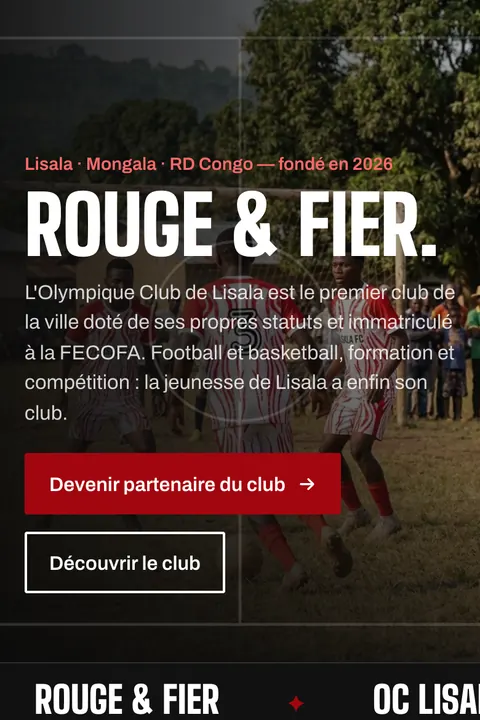 Lisala · Mongala · RD Congo — fondé en 2026
ROUGE & FIER.
L'Olympique Club de Lisala est le premier club de
la ville doté de ses propres statuts et immatriculé
à la FECOFA. Football et basketball, formation et
compétition : la jeunesse de Lisala a enfin son
club.
Devenir partenaire du club →
Découvrir le club
ROUGE & FIER ✦ OC LISA